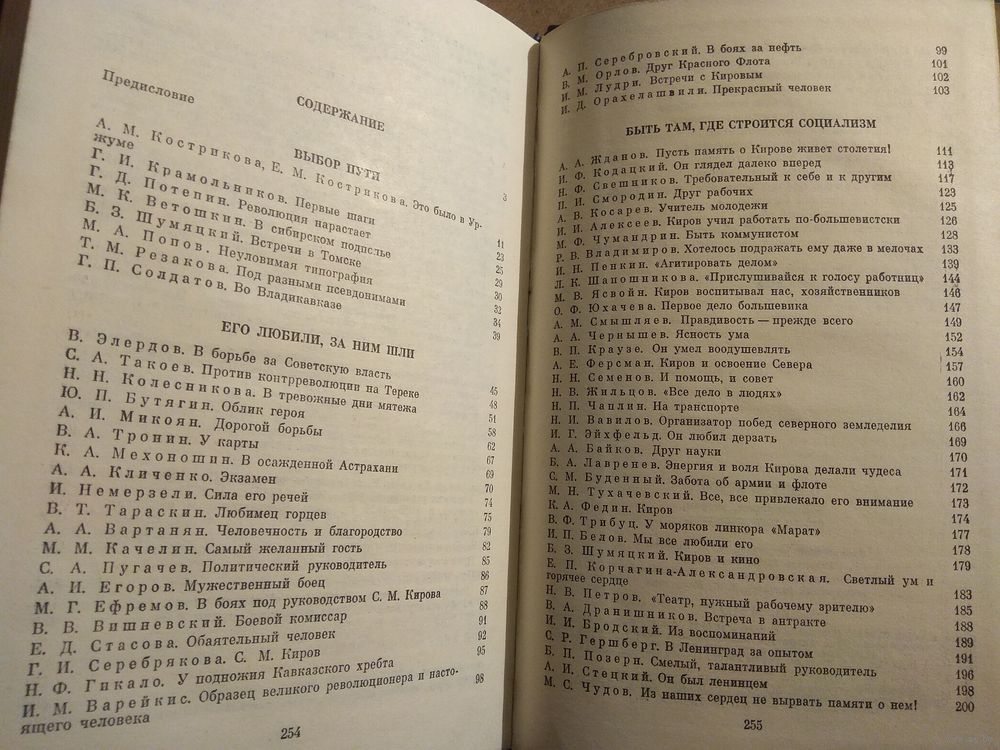 СОДЕРЖАНИЕ
Предисловие 3
ВЫБОР ПУТИ
А. М. Кострикова, Е. М. Кострикова. Это было в Ур-
жуме 11
Г. И. Крамольников. Первые шаги 23
Г. Д. Потепин. Революция нарастает 25
М. К. Ветошкин. В сибирском подполье 29
Б. З. Шумяцкий. Встречи в Томске 30
М. А. Попов. Неуловимая типография 32
Т. М. Резакова. Под разными псевдонимами 34
Г. П. Солдатов. Во Владикавказе 39
ЕГО ЛЮБИЛИ, ЗА НИМ ШЛИ
В. Элердов. В борьбе за Советскую власть 45
С. А. Такоев. Против контрреволюции на Тереке 48
Н. Н. Колесникова. В тревожные дни мятежа 51
Ю. П. Бутягин. Облик героя 58
А. И. Микоян. Дорогой борьбы 62
В. А. Тронин. У карты 67
К. А. Мехоношин. В осажденной Астрахани 69
А. А. Кличенко. Экзамен 70
И. Немерзели. Сила его речей 74
В. Т. Тараскин. Любимец горцев 75
А. А. Вартанян. Человечность и благородство 79
М. М. Качелин. Самый желанный гость 82
С. А. Пугачев. Политический руководитель 85
А. И. Егоров. Мужественный боец 86
М. Г. Ефремов. В боях под руководством С. М. Кирова 87
В. В. Вишневский. Боевой комиссар 88
Е. Д. Стасова. Обаятельный человек 91
Г. И. Серебрякова. С. М. Киров 92
Н. Ф. Гикало. У подножия Кавказского хребта 95
И. М. Варейкис. Образец великого революционера и насто-
ящего человека 98
254
А. П. Серебровский. В боях за нефть 99
В. М. Орлов. Друг Красного Флота 101
И. М. Лудри. Встречи с Кировым 102
И. Д. Орахелашвили. Прекрасный человек 103
БЫТЬ ТАМ, ГДЕ СТРОИТСЯ СОЦИАЛИЗМ
А. А. Жданов. Пусть память о Кирове живет столетия! 111
И. Ф. Кодацкий. Он глядел далеко вперед 113
Н. Ф. Свешников. Требовательный к себе и к другим 117
П. И. Смородин. Друг рабочих 123
А. В. Косарев. Учитель молодежи 125
И. И. Алексеев. Киров учил работать по-большевистски 126
М. Ф. Чумандрин. Быть коммунистом 128
Р. В. Владимиров. Хотелось подражать ему даже в мелочах 133
И. Н. Пенкин. «Агитировать делом» 139
Л. К. Шапошникова. «Прислушивайся к голосу работниц» 144
М. В. Ясвойн. Киров воспитывал нас, хозяйственников 146
О. Ф. Юхачева. Первое дело большевика 147
А. М. Смышляев. Правдивость — прежде всего 149
А. А. Чернышев. Ясность ума 152
В. П. Краузе. Он умел воодушевлять 154
А. Е. Ферсман. Киров и освоение Севера 157
Н. Н. Семенов. И помощь, и совет 160
Н. В. Жильцов. «Все дело в людях» 162
Н. П. Чаплин. На транспорте 164
Н. И. Вавилов. Организатор побед северного земледелия 166
И. Г. Эйхфельд. Он любил дерзать 169
А. А. Байков. Друг науки 170
Б. А. Лавренев. Энергия и воля Кирова делали чудеса 171
С. М. Буденный. Забота об армии и флоте 172
М. Н. Тухачевский. Все, все привлекало его внимание 173
К. А. Федин. Киров 174
В. Ф. Трибуц. У моряков линкора «Марат» 177
И. П. Белов. Мы все любили его 178
Б. З. Шумяцкий. Киров и кино 179
Е. П. Корчагина-Александровская. Светлый ум и
горячее сердце 183
Н. В. Петров. «Театр, нужный рабочему зрителю» 185
В. А. Дранишников. Встреча в антракте 188
И. И. Бродский. Из воспоминаний 189
С. Р. Гершберг. В Ленинград за опытом 191
Б. П. Позерн. Смелый, талантливый руководитель 196
А. И. Стецкий. Он был ленинцем 198
М. С. Чудов. Из наших сердец не вырвать памяти о нем! 200
255